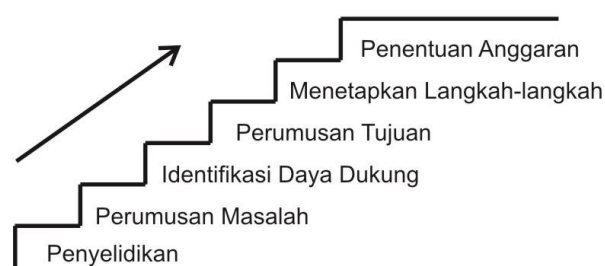 Penentuan Anggaran
Menetapkan Langkah-langkah
Perumusan Tujuan
Identifikasi Daya Dukung
Perumusan Masalah
Penyelidikan